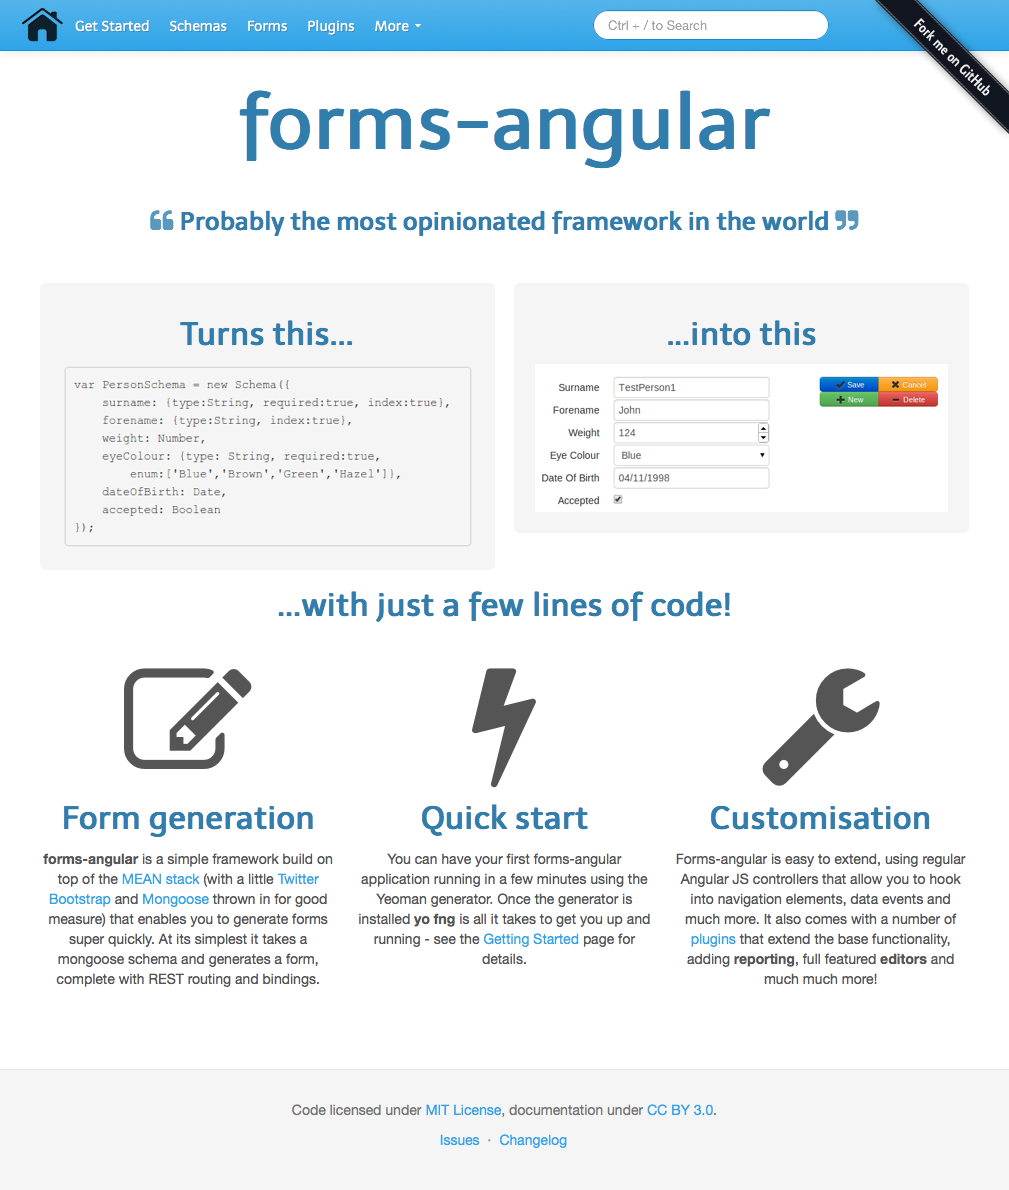 Get Started Schemas Forms Plugins More Ctrl + / to Search
Fork me on GitHub
forms-angular
❝ Probably the most opinionated framework in the world ❞
Turns this...
var PersonSchema = new Schema({
surname: {type:String, required:true, index:true},
forename: {type:String, index:true},
weight: Number,
eyeColour: {type: String, required:true,
enum:['Blue','Brown','Green','Hazel']},
dateOfBirth: Date,
accepted: Boolean
});
...into this
Surname TestPerson1
Forename John
Weight 124
Eye Colour Blue
Date Of Birth 04/11/1998
Accepted
Save Cancel
New Delete
...with just a few lines of code!
Form generation
forms-angular is a simple framework build on
top of the MEAN stack (with a little Twitter
Bootstrap and Mongoose thrown in for good
measure) that enables you to generate forms
super quickly. At its simplest it takes a
mongoose schema and generates a form,
complete with REST routing and bindings.
Quick start
You can have your first forms-angular
application running in a few minutes using the
Yeoman generator. Once the generator is
installed yo fng is all it takes to get you up and
running - see the Getting Started page for
details.
Customisation
Forms-angular is easy to extend, using regular
Angular JS controllers that allow you to hook
into navigation elements, data events and
much more. It also comes with a number of
plugins that extend the base functionality,
adding reporting, full featured editors and
much much more!
Code licensed under MIT License, documentation under CC BY 3.0.
Issues · Changelog